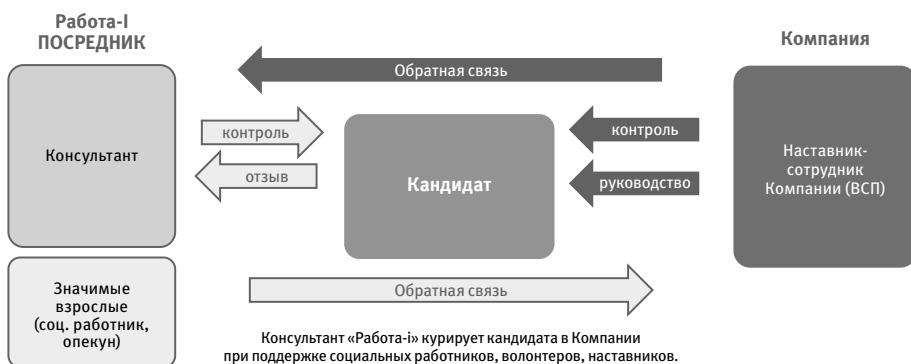 Работа-I
ПОСРЕДНИК
Компания
Обратная связь
Консультант
контроль
отзыв
Кандидат
контроль
руководство
Наставник-
сотрудник
Компании (ВСП)
Значимые
взрослые
(соц. работник,
опекун)
Обратная связь
Консультант «Работа-i» курирует кандидата в Компании
при поддержке социальных работников, волонтеров, наставников.